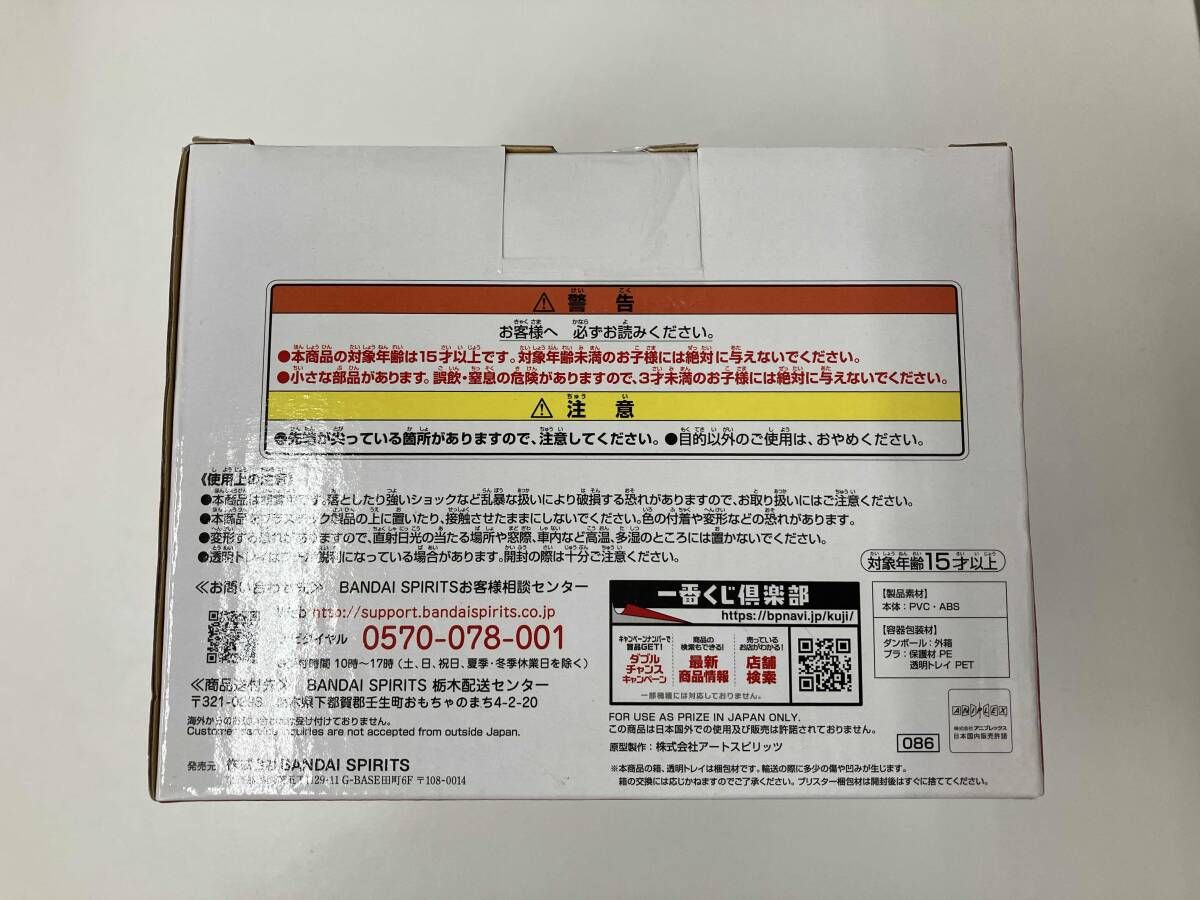 ⚠ 警告
お客様へ 必ずお読みください。
●本商品の対象年齢は15才以上です。対象年齢未満のお子様には絶対に与えないでください。
●小さな部品があります。誤飲・窒息の危険がありますので、3才未満のお子様には絶対に与えないでください。
⚠ 注意
●先端が尖っている箇所がありますので、注意してください。●目的以外のご使用は、おやめください。
《使用上の注意》
●本商品は 落としたり強いショックなど乱暴な扱いにより破損する恐れがありますので、お取り扱いにはご注意ください。
●本商品をプラスチック製品の上に置いたり、接触させたままにしないでください。色の付着や変形などの恐れがあります。
●変形する恐れがありますので、直射日光の当たる場所や窓際、車内など高温、多湿のところには置かないでください。
●透明トレイは 鋭利になっている場合があります。開封の際は十分ご注意ください。
対象年齢15才以上
≪お問い合わせ先≫ BANDAI SPIRITSお客様相談センター
Web http://support.bandaispirits.co.jp
ナビダイヤル 0570-078-001
●受付時間 10時〜17時（土、日、祝日、夏季・冬季休業日を除く）
≪商品送付先≫ BANDAI SPIRITS 栃木配送センター
栃木県下都賀郡壬生町おもちゃのまち4-2-20
海外からのお問い合わせは受け付けておりません。
Customer inquiries are not accepted from outside Japan.
発売元 株式会社BANDAI SPIRITS
G-BASE田町6F 〒108-0014
一番くじ倶楽部
https://bpnavi.jp/kuji/
キャンペーンナンバーで
賞品GET!
ダブル
チャンス
キャンペーン
商品の
検索もできる!
最新
商品情報
売っている
お店がわかる!
店舗
検索
一部機種には対応しておりません。
FOR USE AS PRIZE IN JAPAN ONLY.
この商品は日本国外での使用及び販売は許諾されておりません。
原型製作：株式会社アートスピリッツ
086
※本商品の箱、透明トレイは梱包材です。輸送の際に多少の傷や凹みが生じます。
箱の交換には応じかねますのでご了承ください。ブリスター梱包材は開封後はすぐに捨ててください。
【製品素材】
本体：PVC・ABS
【容器包装材】
ダンボール：外箱
プラ：保護材 PE
透明トレイ PET
ANIPLEX
日本国内販売許諾